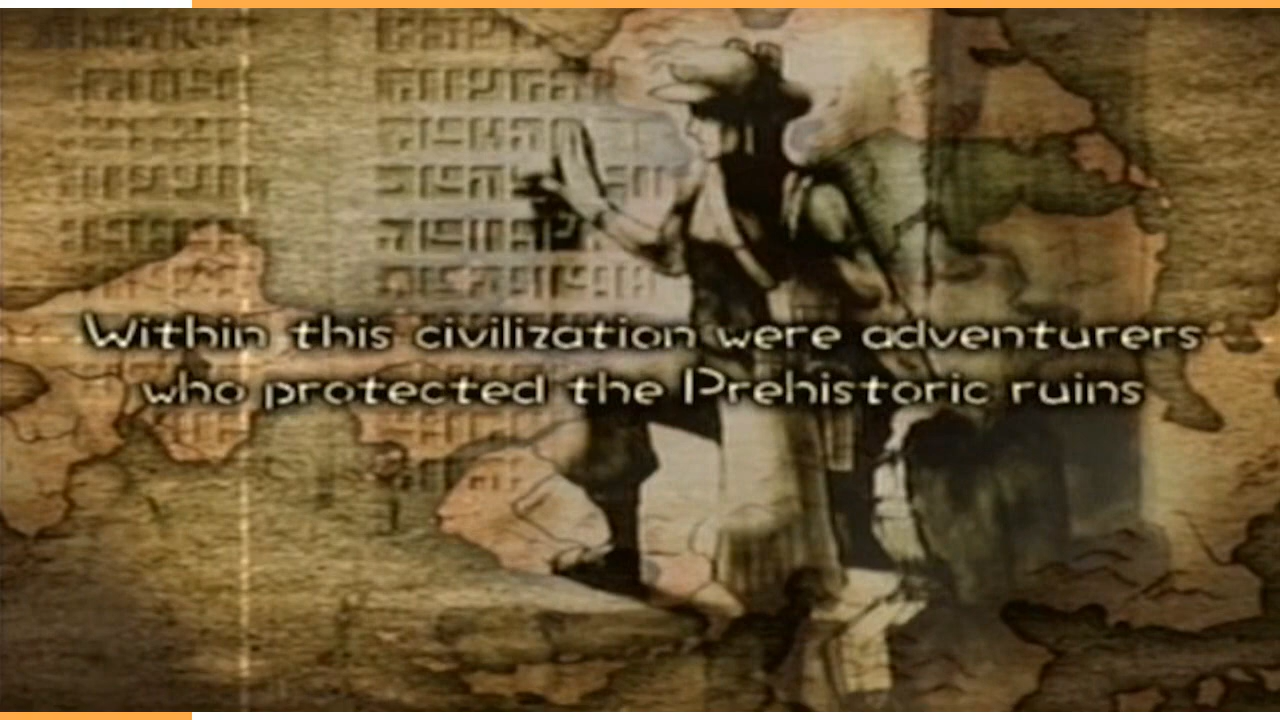 Within this civilization were adventurers
who protected the Prehistoric ruins